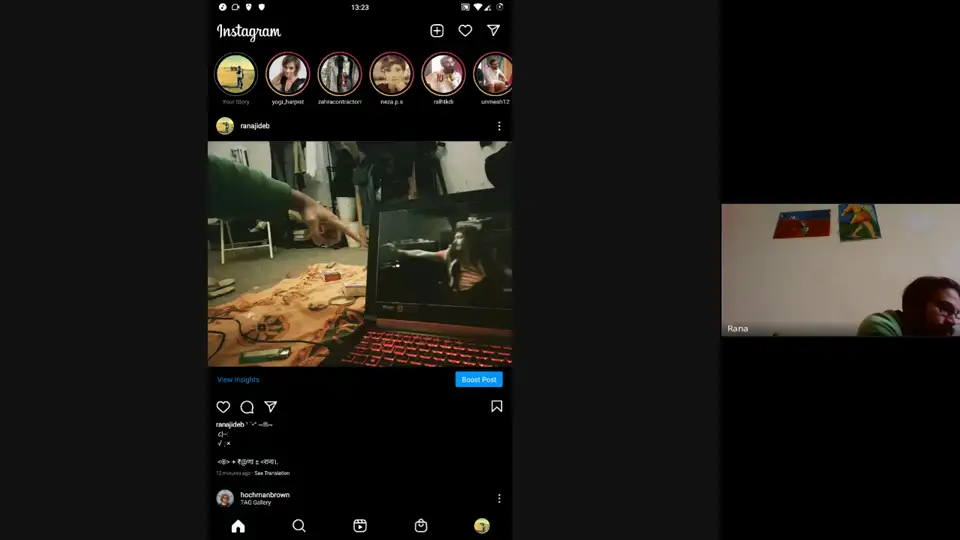 13:23
Instagram
Your Story
yogi_harpist
zahracontractorr
neza.p.s
unmesh12
ranajideb
View Insights
Boost Post
ranajideb
12 minutes ago · See Translation
hochmanbrown
TAG Gallery
Rana